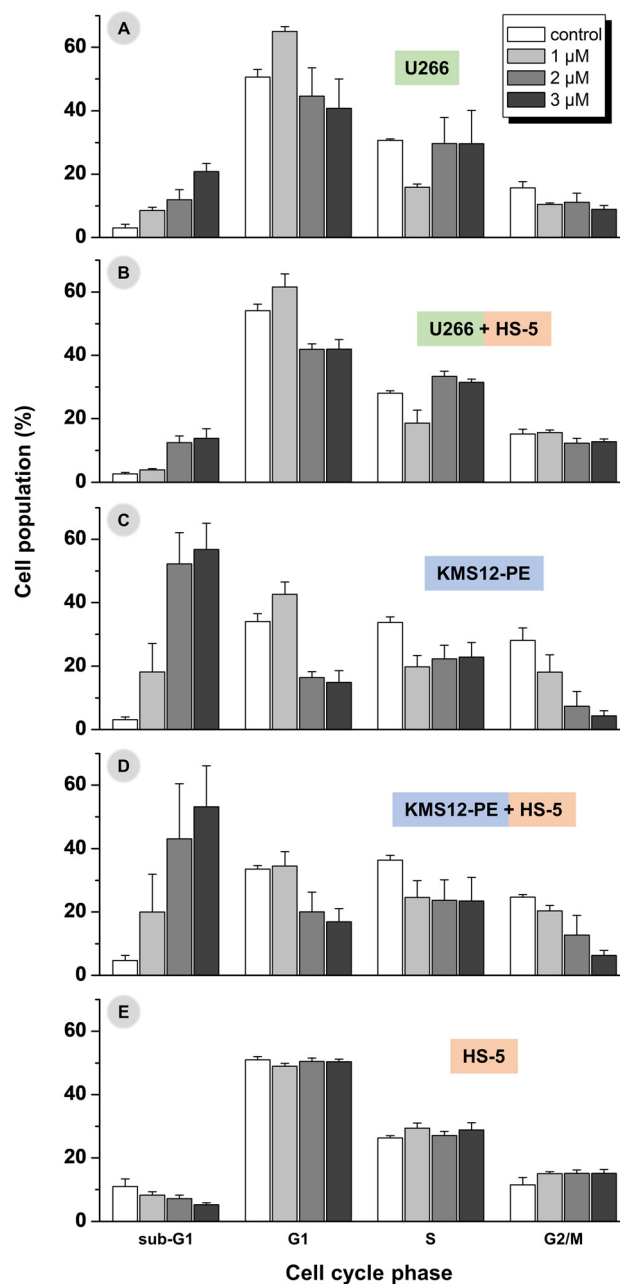 A
U266
control
1 µM
2 µM
3 µM
60
40
20
0
B
U266 + HS-5
60
40
20
0
Cell population (%)
C
KMS12-PE
60
40
20
0
D
KMS12-PE + HS-5
60
40
20
0
E
HS-5
60
40
20
0
sub-G1 G1 S G2/M
Cell cycle phase